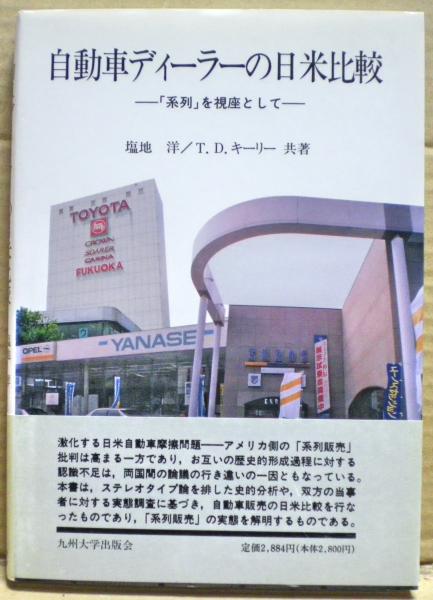 自動車ディーラーの日米比較
―「系列」を視座として―
塩地 洋/T.D.キーリー 共著
TOYOTA
CROWN
SOARER
CARINA
FUKUOKA
OPEL
YANASE
激化する日米自動車摩擦問題――アメリカ側の「系列販売」
批判は高まる一方であり，お互いの歴史的形成過程に対する
認識不足は，両国間の論議の行き違いの一因ともなっている。
本書は，ステレオタイプ論を排した史的分析や，双方の当事
者に対する実態調査に基づき，自動車販売の日米比較を行な
ったものであり，「系列販売」の実態を解明するものである。
九州大学出版会
定価2,884円(本体2,800円)